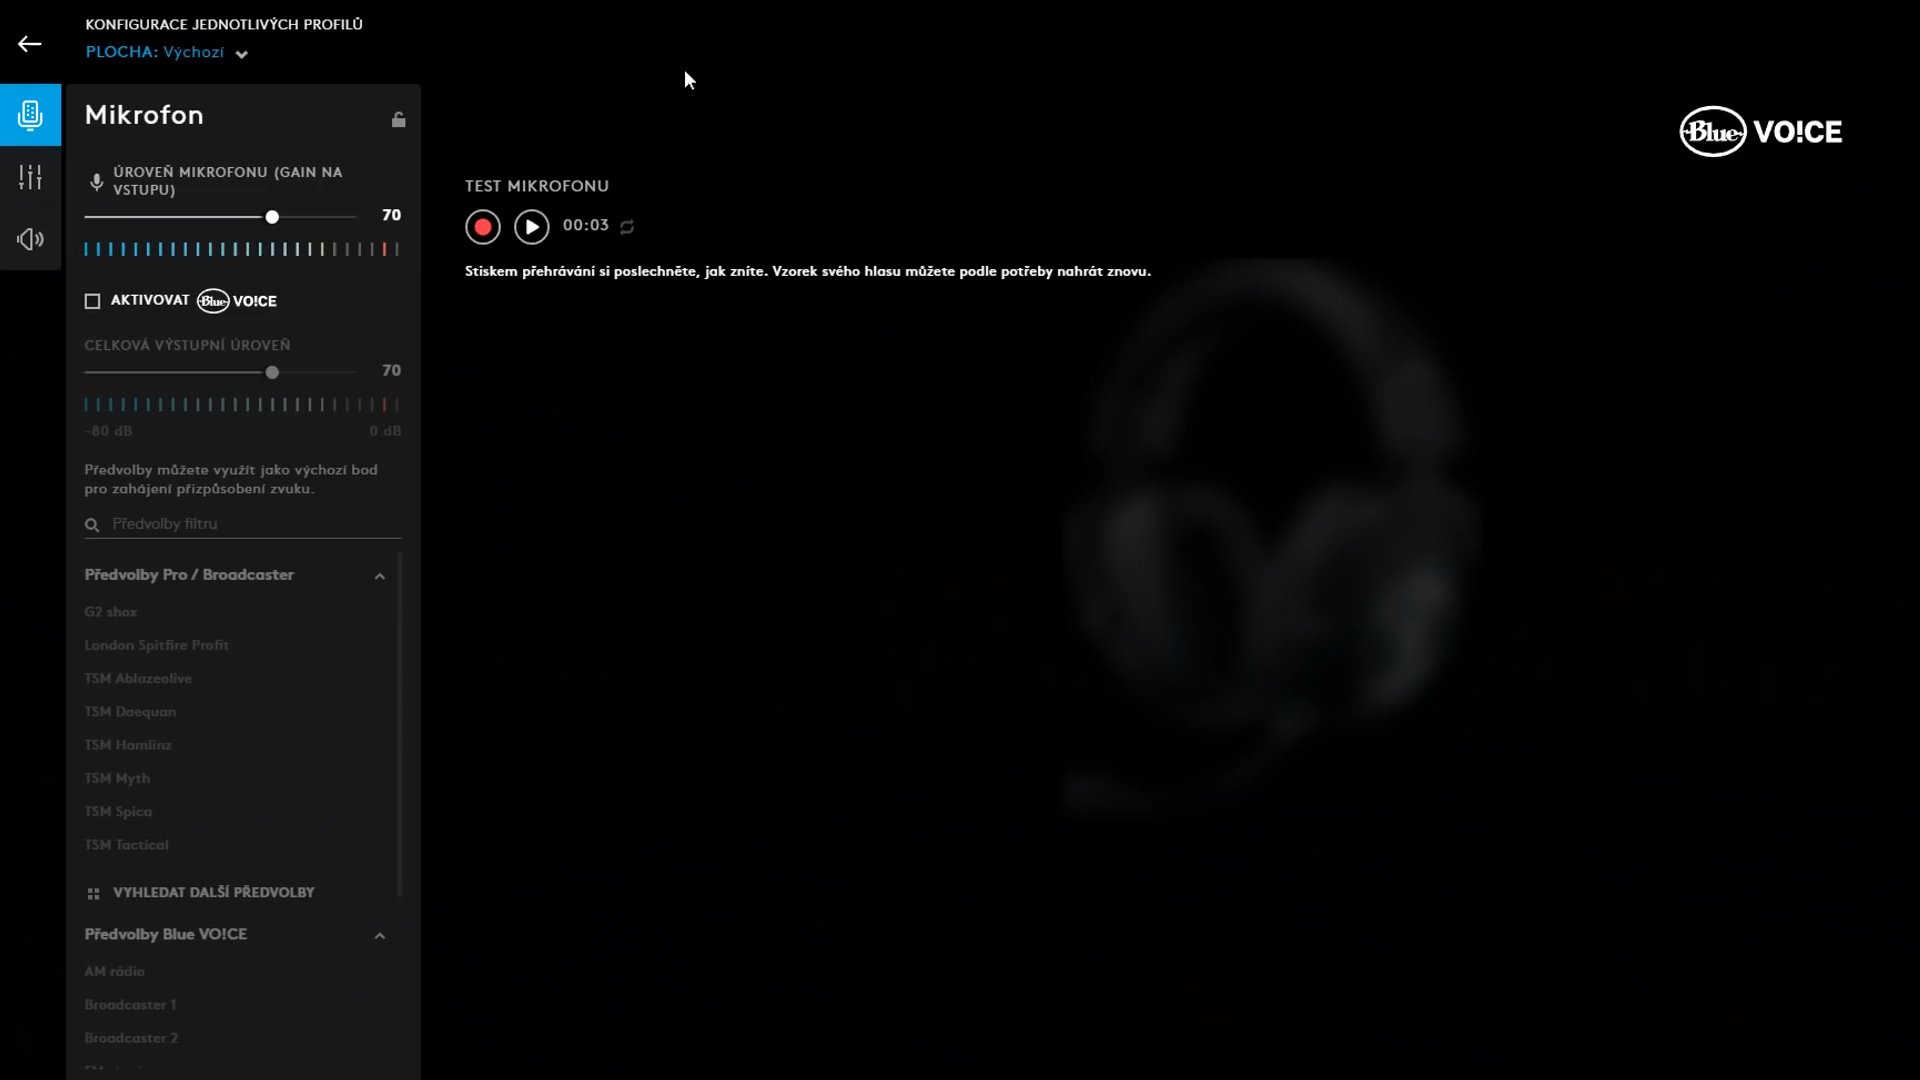 KONFIGURACE JEDNOTLIVÝCH PROFILŮ
PLOCHA: Výchozí
Mikrofon
ÚROVEŇ MIKROFONU (GAIN NA
VSTUPU)
70
AKTIVOVAT Blue VO!CE
CELKOVÁ VÝSTUPNÍ ÚROVEŇ
70
-80 dB
0 dB
Předvolby můžete využít jako výchozí bod
pro zahájení přizpůsobení zvuku.
Předvolby filtru
Předvolby Pro / Broadcaster
G2 shox
London Spitfire Profit
TSM Ablazeolive
TSM Daequan
TSM Hamlinz
TSM Myth
TSM Spica
TSM Tactical
VYHLEDAT DALŠÍ PŘEDVOLBY
Předvolby Blue VO!CE
AM rádio
Broadcaster 1
Broadcaster 2
TEST MIKROFONU
00:03
Stiskem přehrávání si poslechněte, jak zníte. Vzorek svého hlasu můžete podle potřeby nahrát znovu.
Blue VO!CE